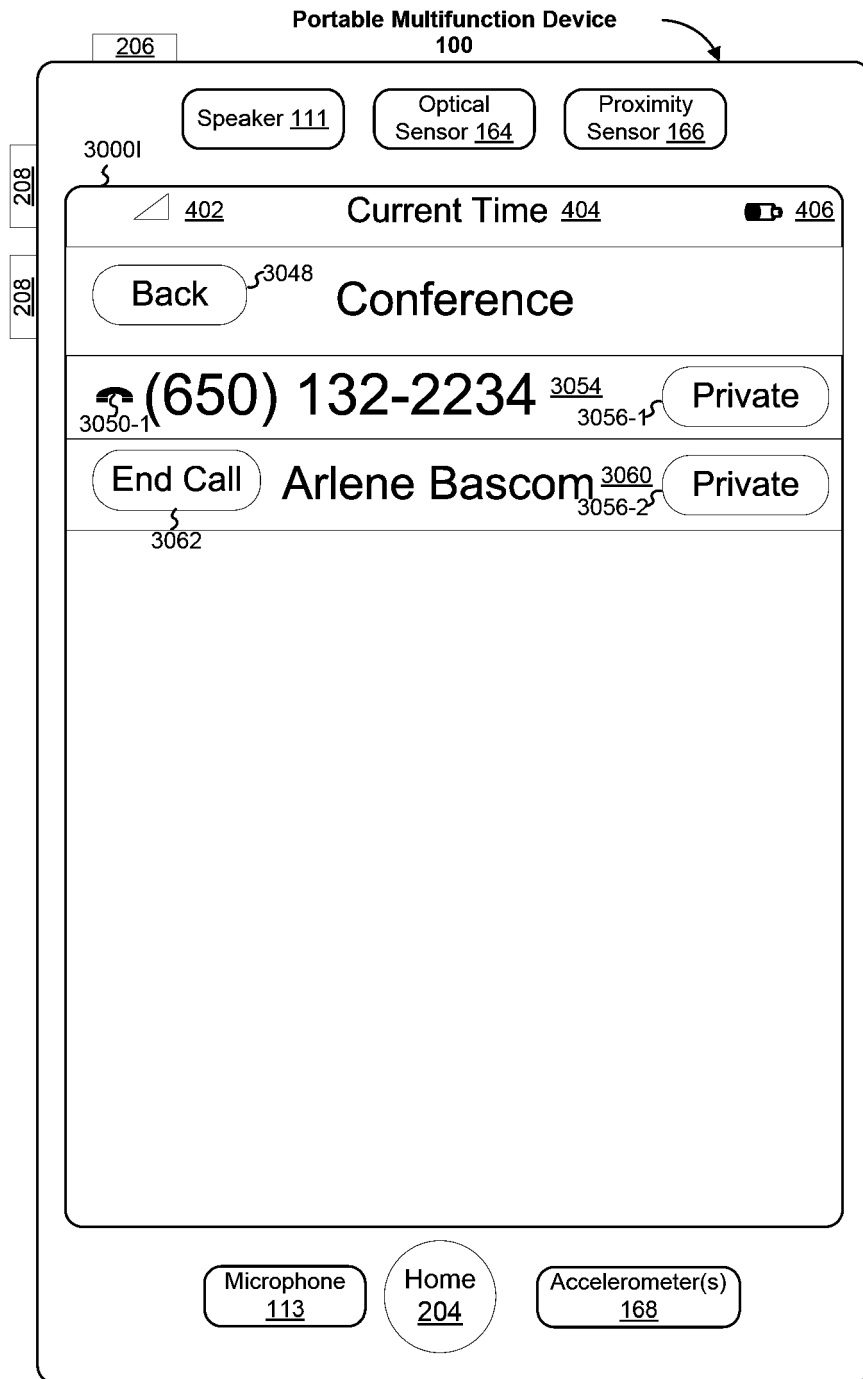 Portable Multifunction Device
100
206
Speaker 111
Optical
Sensor 164
Proximity
Sensor 166
208
208
3000I
402
Current Time 404
406
Back
3048
Conference
(650) 132-2234 3054
3050-1
3056-1
Private
End Call
Arlene Bascom 3060
3056-2
Private
3062
Microphone
113
Home
204
Accelerometer(s)
168